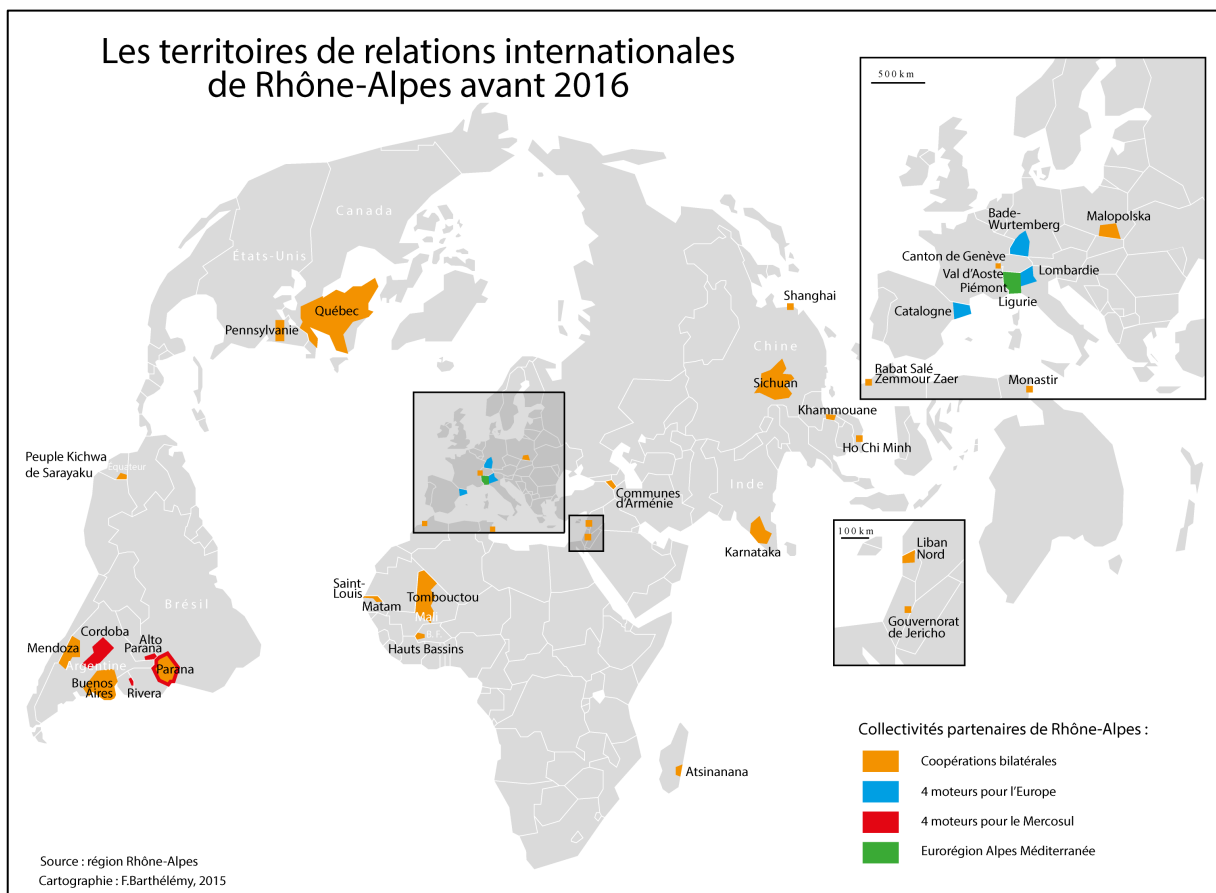 Les territoires de relations internationales
de Rhône-Alpes avant 2016
500 km
Bade-
Wurtemberg
Malopolska
Canton de Genève
Val d'Aoste
Lombardie
Piémont
Ligurie
Catalogne
Rabat Salé
Zemmour Zaer
Monastir
Canada
États-Unis
Québec
Pennsylvanie
Shanghai
Chine
Sichuan
Khammouane
Ho Chi Minh
Peuple Kichwa
de Sarayaku
Équateur
Communes
d'Arménie
Inde
Karnataka
100 km
Liban
Nord
Gouvernorat
de Jericho
Saint-
Louis
Matam
Tombouctou
Mali
B.F.
Hauts Bassins
Brésil
Cordoba
Alto
Parana
Mendoza
Argentine
Parana
Buenos
Aires
Rivera
Atsinanana
Collectivités partenaires de Rhône-Alpes :
Coopérations bilatérales
4 moteurs pour l'Europe
4 moteurs pour le Mercosul
Eurorégion Alpes Méditerranée
Source : région Rhône-Alpes
Cartographie : F.Barthélémy, 2015